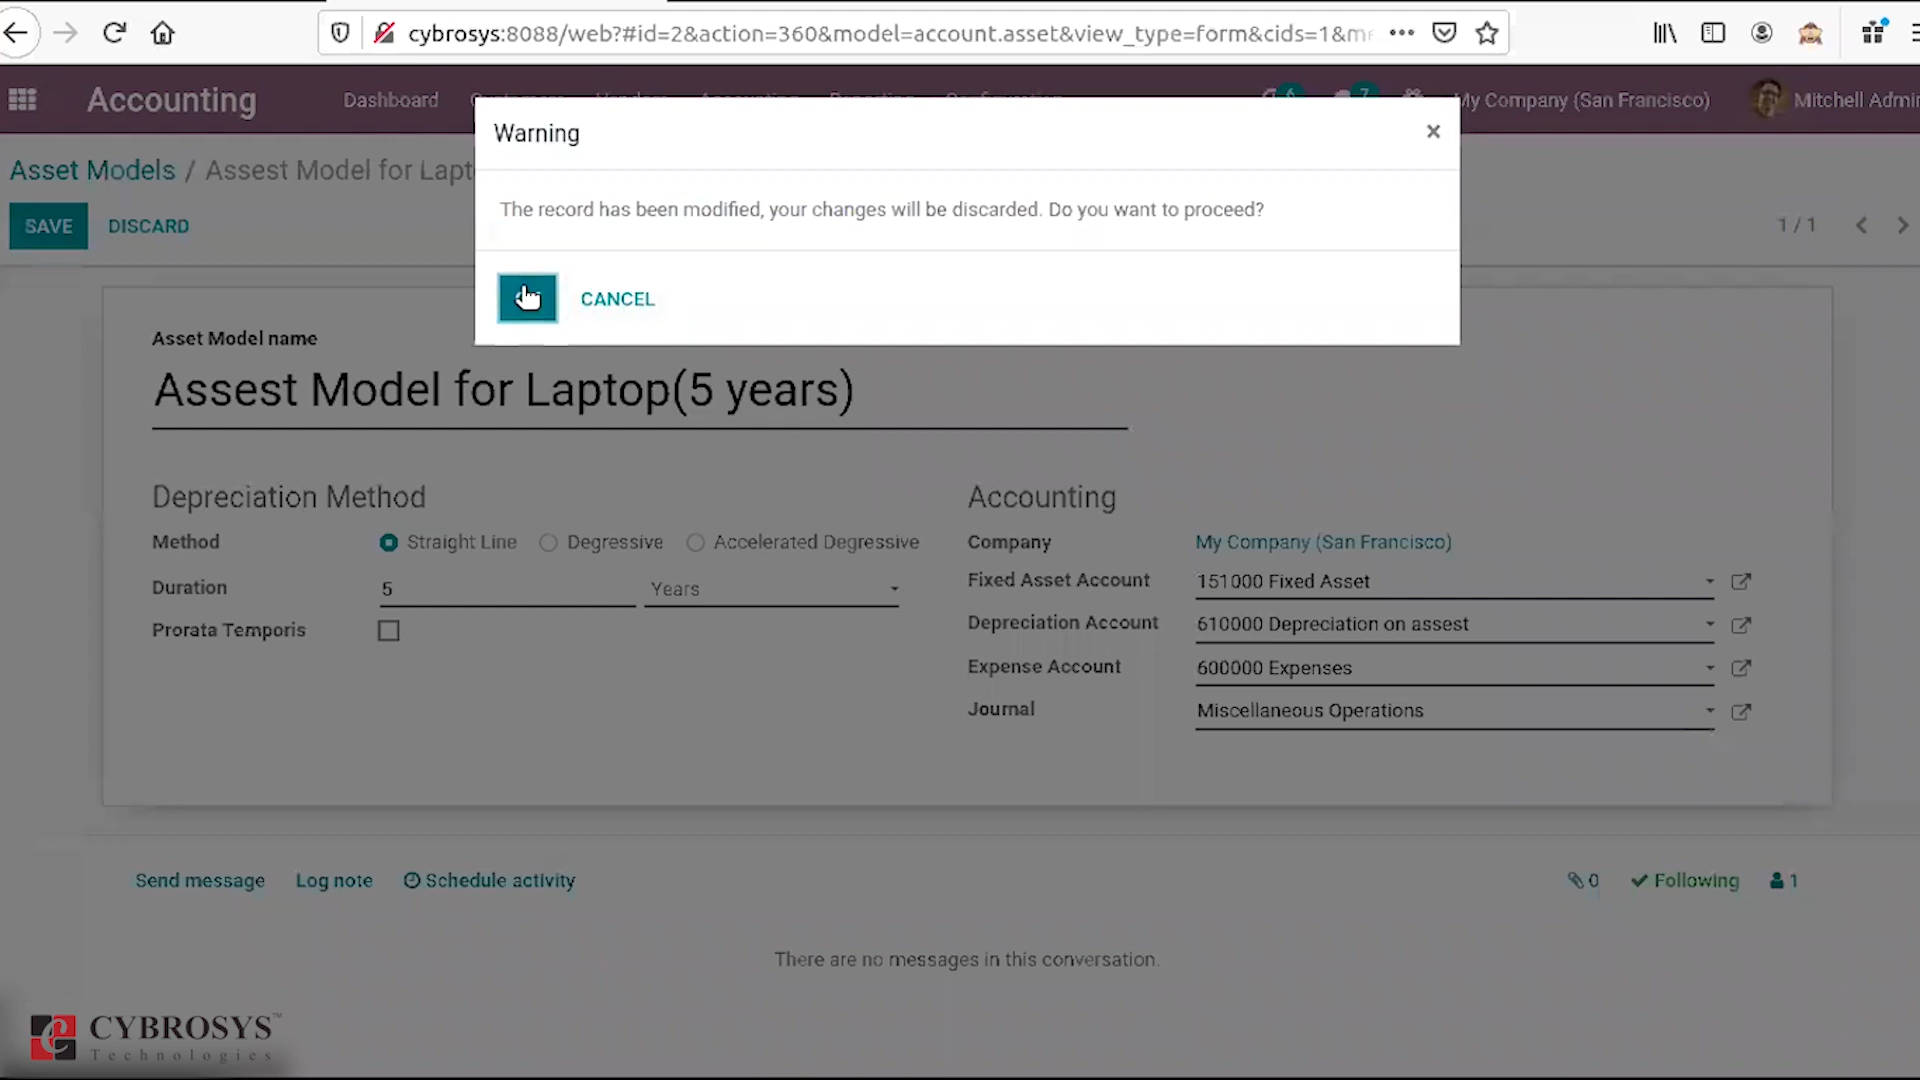 cybrosys:8088/web?#id=2&action=360&model=account.asset&view_type=form&cids=1&me
Accounting
Dashboard
6
7
My Company (San Francisco)
Mitchell Admin
Asset Models / Assest Model for Lapt
SAVE
DISCARD
1 / 1
Warning
×
The record has been modified, your changes will be discarded. Do you want to proceed?
CANCEL
Asset Model name
Assest Model for Laptop(5 years)
Depreciation Method
Method
Straight Line
Degressive
Accelerated Degressive
Duration
5
Years
Prorata Temporis
Accounting
Company
My Company (San Francisco)
Fixed Asset Account
151000 Fixed Asset
Depreciation Account
610000 Depreciation on assest
Expense Account
600000 Expenses
Journal
Miscellaneous Operations
Send message
Log note
Schedule activity
0
Following
1
There are no messages in this conversation.
CYBROSYS™
Technologies